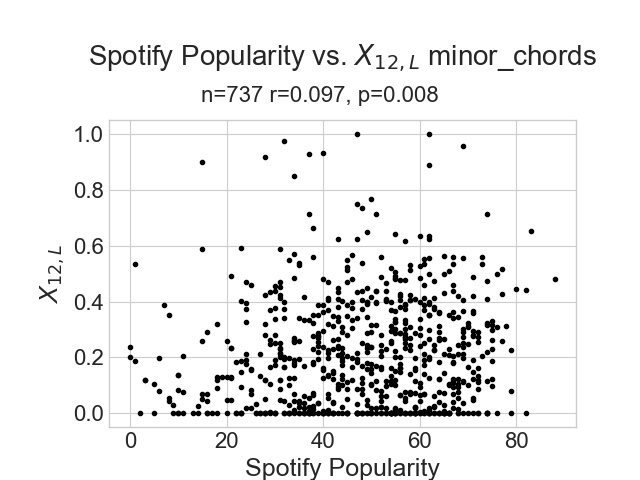 Spotify Popularity vs. X12, L minor_chords
n=737 r=0.097, p=0.008
1.0
0.8
0.6
0.4
0.2
0.0
X12, L
0 20 40 60 80
Spotify Popularity